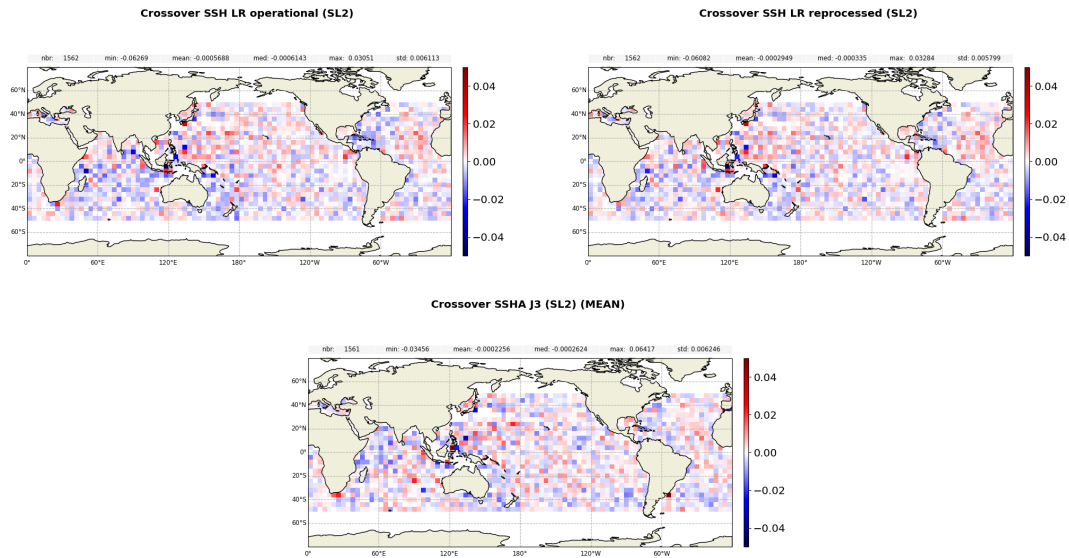 Crossover SSH LR operational (SL2)
nbr: 1562 min: -0.06269 mean: -0.0005688 med: -0.0006143 max: 0.03051 std: 0.006113
60°N
40°N
20°N
0°
20°S
40°S
60°S
0° 60°E 120°E 180° 120°W 60°W
0.04
0.02
0.00
−0.02
−0.04
Crossover SSH LR reprocessed (SL2)
nbr: 1562 min: -0.06082 mean: -0.0002949 med: -0.000335 max: 0.03284 std: 0.005799
60°N
40°N
20°N
0°
20°S
40°S
60°S
0° 60°E 120°E 180° 120°W 60°W
0.04
0.02
0.00
−0.02
−0.04
Crossover SSHA J3 (SL2) (MEAN)
nbr: 1561 min: -0.03456 mean: -0.0002256 med: -0.0002624 max: 0.06417 std: 0.006246
60°N
40°N
20°N
0°
20°S
40°S
60°S
0° 60°E 120°E 180° 120°W 60°W
0.04
0.02
0.00
−0.02
−0.04